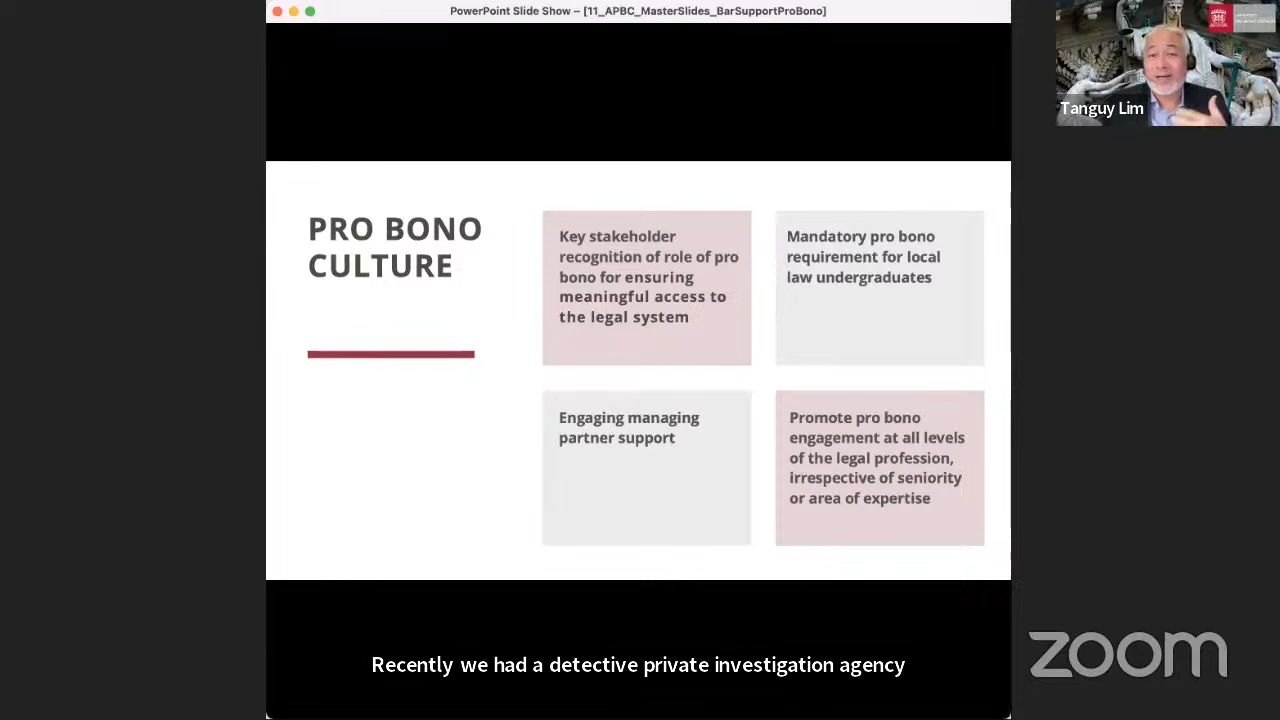 PowerPoint Slide Show – [11_APBC_MasterSlides_BarSupportProBono]
Tanguy Lim
PRO BONO
CULTURE
Key stakeholder
recognition of role of pro
bono for ensuring
meaningful access to
the legal system
Mandatory pro bono
requirement for local
law undergraduates
Engaging managing
partner support
Promote pro bono
engagement at all levels
of the legal profession,
irrespective of seniority
or area of expertise
Recently we had a detective private investigation agency
zoom